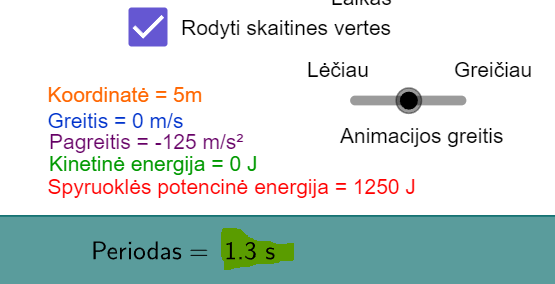 Laikas
Rodyti skaitines vertes
Lėčiau
Greičiau
Animacijos greitis
Koordinatė = 5m
Greitis = 0 m/s
Pagreitis = -125 m/s²
Kinetinė energija = 0 J
Spyruoklės potencinė energija = 1250 J
Periodas = 1.3 s